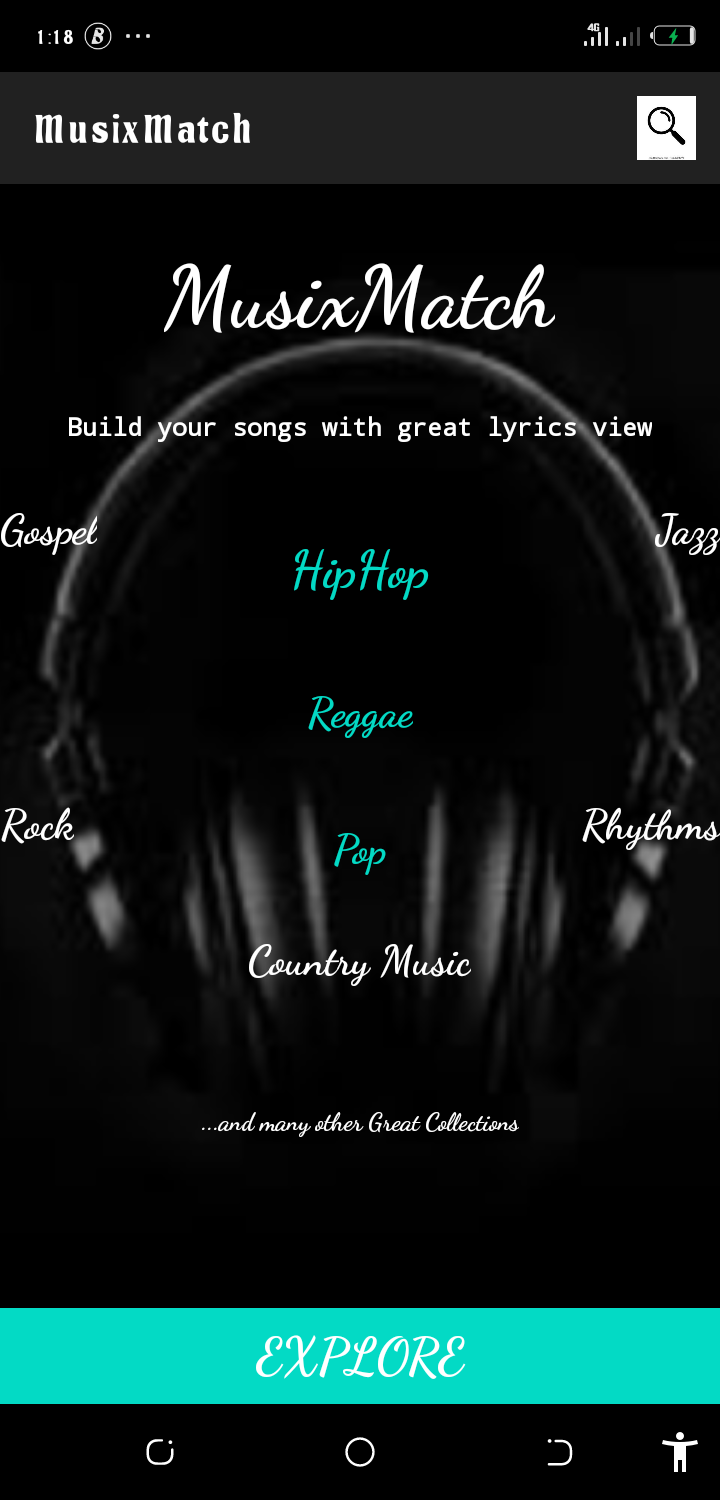 1:18
4G
MusixMatch
MusixMatch
Build your songs with great lyrics view
Gospel
Jazz
HipHop
Reggae
Rock
Rhythms
Pop
Country Music
...and many other Great Collections
EXPLORE